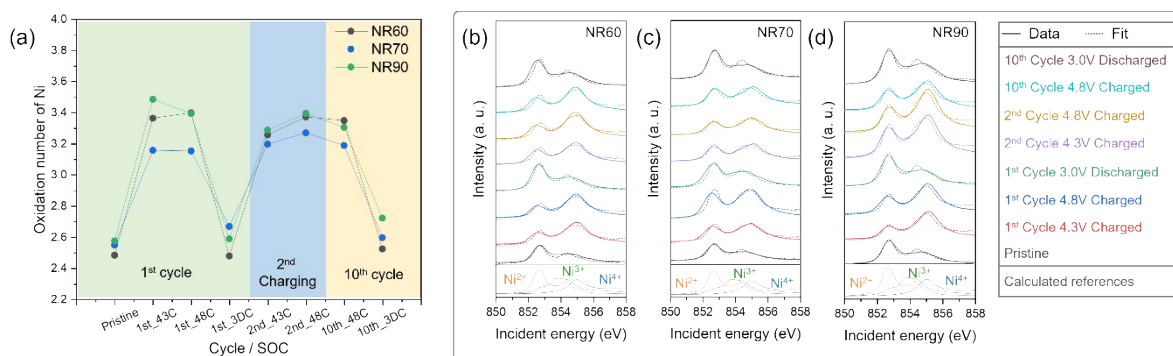 (a)
Oxidation number of Ni
4.0
3.8
3.6
3.4
3.2
3.0
2.8
2.6
2.4
2.2
NR60
NR70
NR90
1st cycle
2nd
Charging
10th cycle
Pristine
1st_43C
1st_48C
1st_3DC
2nd_43C
2nd_48C
10th_48C
10th_3DC
Cycle / SOC
(b)
NR60
Intensity (a. u.)
Ni2+
Ni3+
Ni4+
850 852 854 856 858
Incident energy (eV)
(c)
NR70
Intensity (a. u.)
Ni2+
Ni3+
Ni4+
850 852 854 856 858
Incident energy (eV)
(d)
NR90
Intensity (a. u.)
Ni2+
Ni3+
Ni4+
850 852 854 856 858
Incident energy (eV)
Data Fit
10th Cycle 3.0V Discharged
10th Cycle 4.8V Charged
2nd Cycle 4.8V Charged
2nd Cycle 4.3V Charged
1st Cycle 3.0V Discharged
1st Cycle 4.8V Charged
1st Cycle 4.3V Charged
Pristine
Calculated references